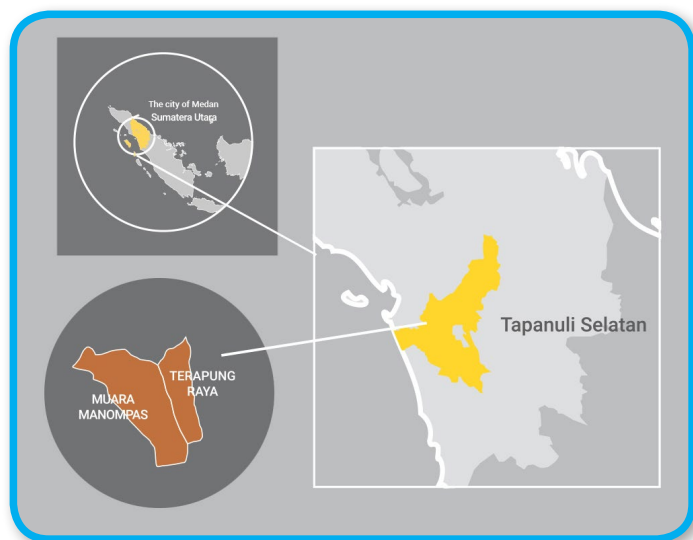 The city of Medan
Sumatera Utara
Tapanuli Selatan
TERAPUNG
RAYA
MUARA
MANOMPAS